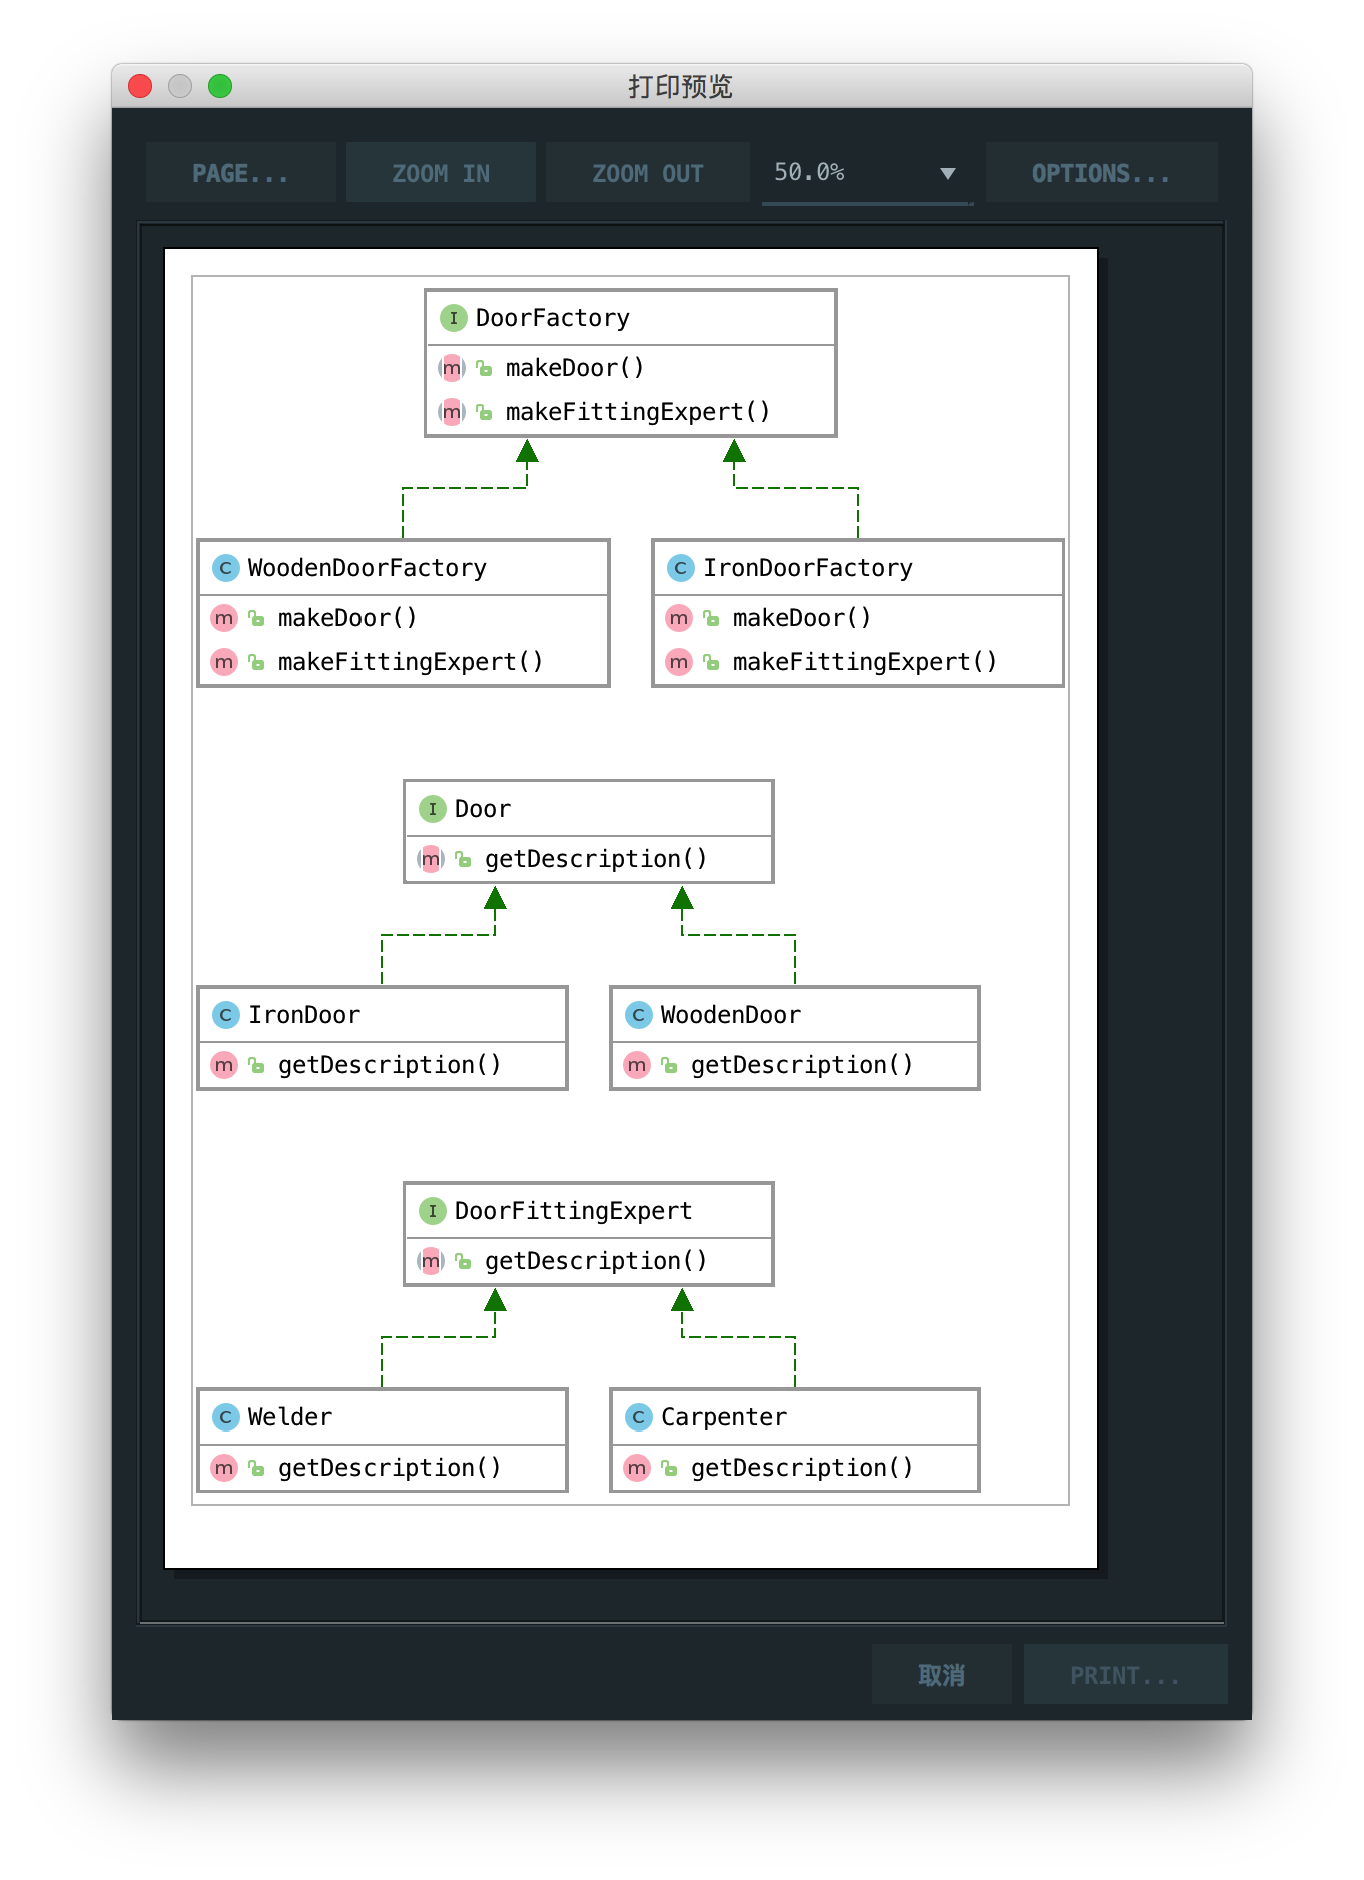 打印预览
PAGE... ZOOM IN ZOOM OUT 50.0% OPTIONS...
I DoorFactory
m makeDoor()
m makeFittingExpert()
C WoodenDoorFactory
m makeDoor()
m makeFittingExpert()
C IronDoorFactory
m makeDoor()
m makeFittingExpert()
I Door
m getDescription()
C IronDoor
m getDescription()
C WoodenDoor
m getDescription()
I DoorFittingExpert
m getDescription()
C Welder
m getDescription()
C Carpenter
m getDescription()
取消 PRINT...